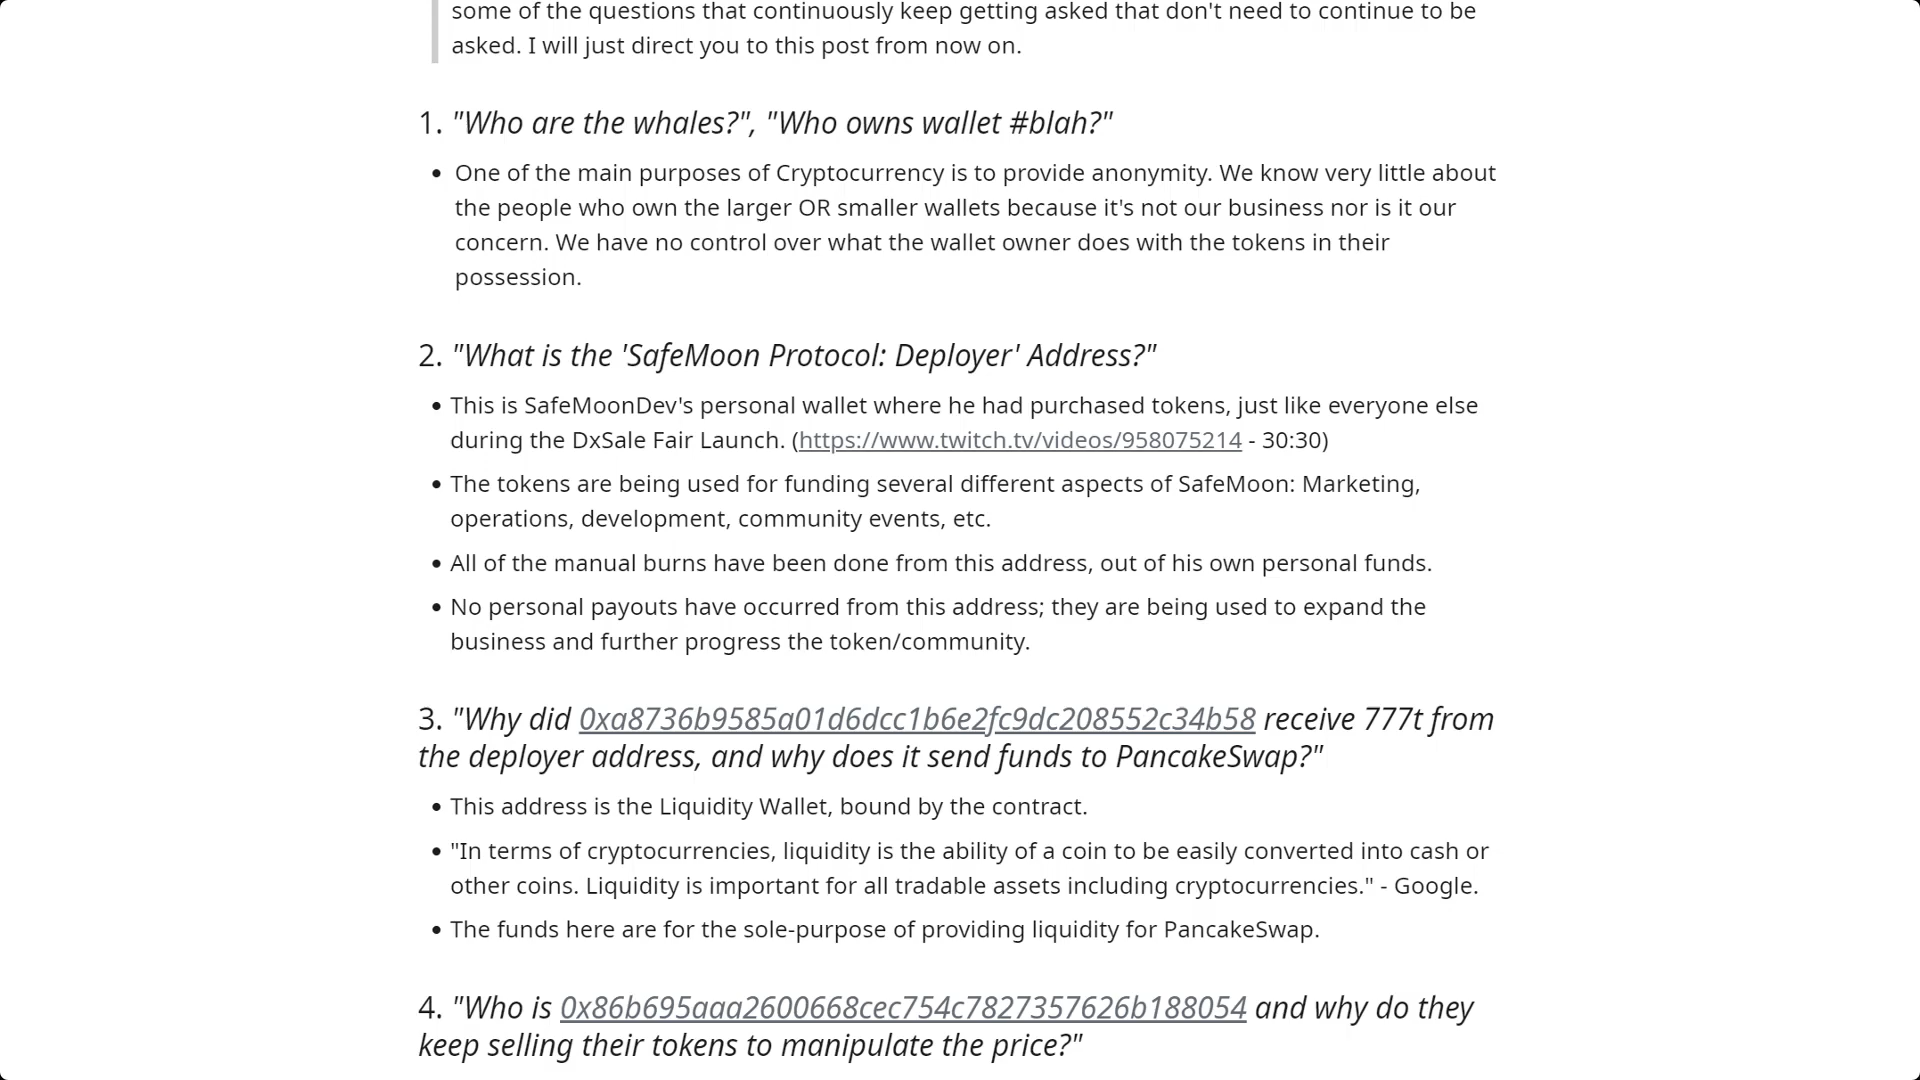 some of the questions that continuously keep getting asked that don't need to continue to be
asked. I will just direct you to this post from now on.
1. "Who are the whales?", "Who owns wallet #blah?"
• One of the main purposes of Cryptocurrency is to provide anonymity. We know very little about
the people who own the larger OR smaller wallets because it's not our business nor is it our
concern. We have no control over what the wallet owner does with the tokens in their
possession.
2. "What is the 'SafeMoon Protocol: Deployer' Address?"
• This is SafeMoonDev's personal wallet where he had purchased tokens, just like everyone else
during the DxSale Fair Launch. (https://www.twitch.tv/videos/958075214 - 30:30)
• The tokens are being used for funding several different aspects of SafeMoon: Marketing,
operations, development, community events, etc.
• All of the manual burns have been done from this address, out of his own personal funds.
• No personal payouts have occurred from this address; they are being used to expand the
business and further progress the token/community.
3. "Why did 0xa8736b9585a01d6dcc1b6e2fc9dc208552c34b58 receive 777t from
the deployer address, and why does it send funds to PancakeSwap?"
• This address is the Liquidity Wallet, bound by the contract.
• "In terms of cryptocurrencies, liquidity is the ability of a coin to be easily converted into cash or
other coins. Liquidity is important for all tradable assets including cryptocurrencies." - Google.
• The funds here are for the sole-purpose of providing liquidity for PancakeSwap.
4. "Who is 0x86b695aaa2600668cec754c7827357626b188054 and why do they
keep selling their tokens to manipulate the price?"